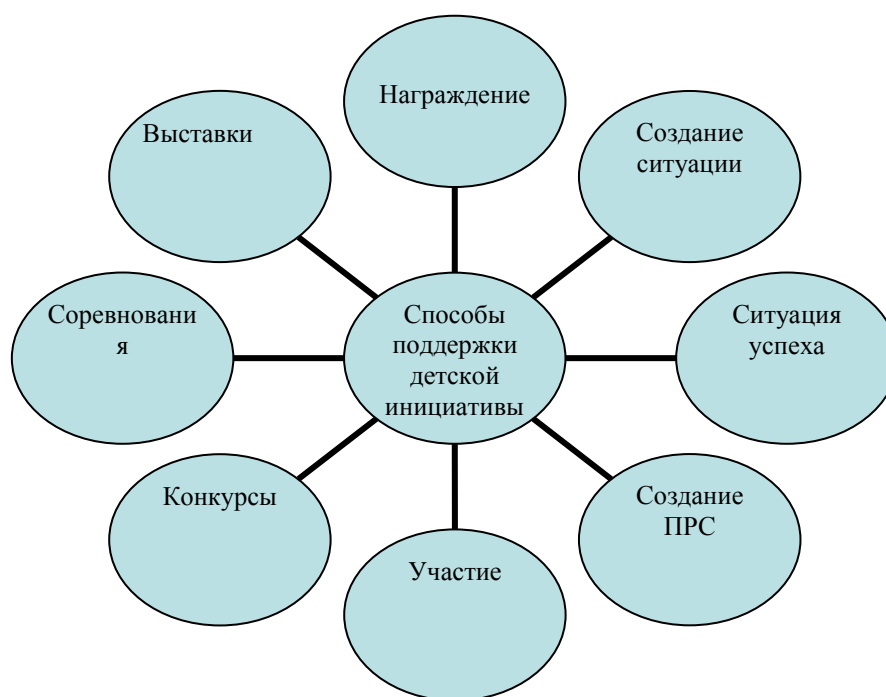 Награждение
Создание
ситуации
Ситуация
успеха
Создание
ПРС
Участие
Конкурсы
Соревновани
я
Выставки
Способы
поддержки
детской
инициативы